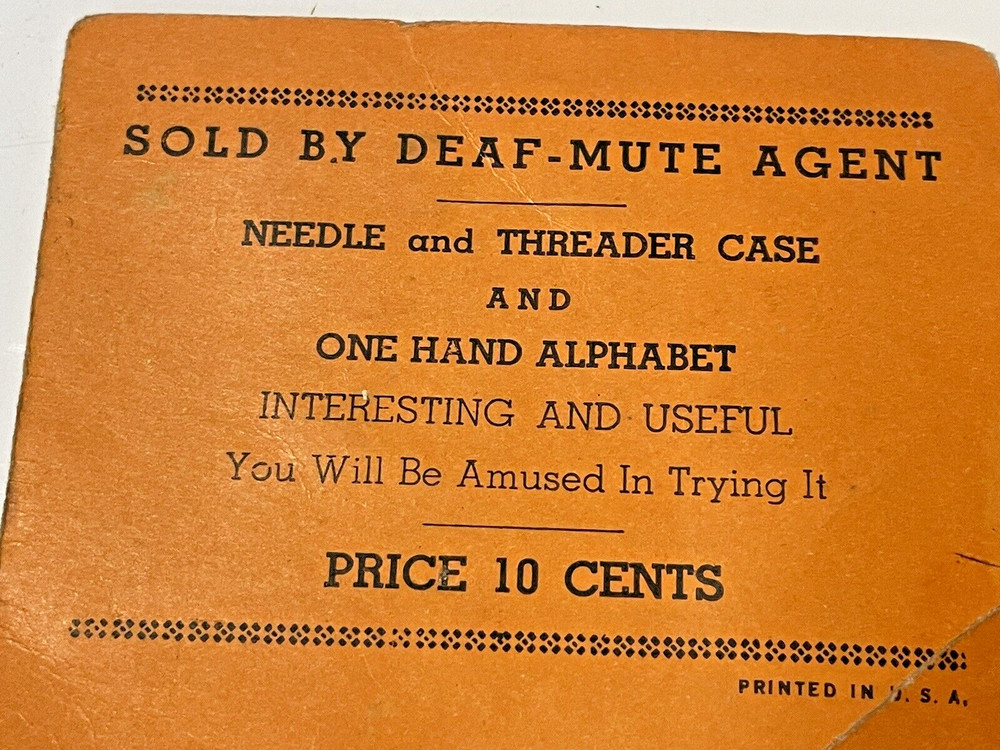 SOLD BY DEAF-MUTE AGENT
NEEDLE and THREADER CASE
AND
ONE HAND ALPHABET
INTERESTING AND USEFUL
You Will Be Amused In Trying It
PRICE 10 CENTS
PRINTED IN U. S. A.